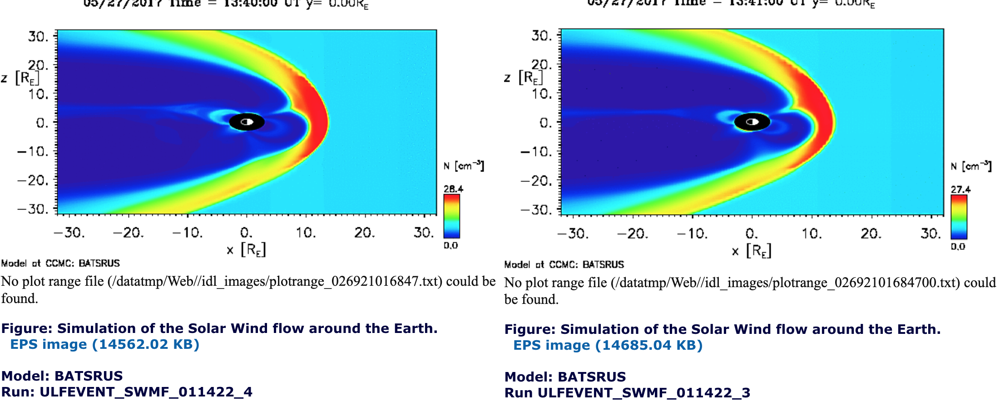 05/27/2017 Time = 13:40:00 UT y= 0.00RE
30.
20.
z [RE]
10.
0.
−10.
−20.
−30.
−30. −20. −10. 0. 10. 20. 30.
x [RE]
N [cm−3]
28.4
0.0
Model at CCMC: BATSRUS
No plot range file (/datatmp/Web//idl_images/plotrange_026921016847.txt) could be
found.
Figure: Simulation of the Solar Wind flow around the Earth.
EPS image (14562.02 KB)
Model: BATSRUS
Run: ULFEVENT_SWMF_011422_4
05/27/2017 Time = 13:41:00 UT y= 0.00RE
30.
20.
z [RE]
10.
0.
−10.
−20.
−30.
−30. −20. −10. 0. 10. 20. 30.
x [RE]
N [cm−3]
27.4
0.0
Model at CCMC: BATSRUS
No plot range file (/datatmp/Web//idl_images/plotrange_02692101684700.txt) could
be found.
Figure: Simulation of the Solar Wind flow around the Earth.
EPS image (14685.04 KB)
Model: BATSRUS
Run ULFEVENT_SWMF_011422_3